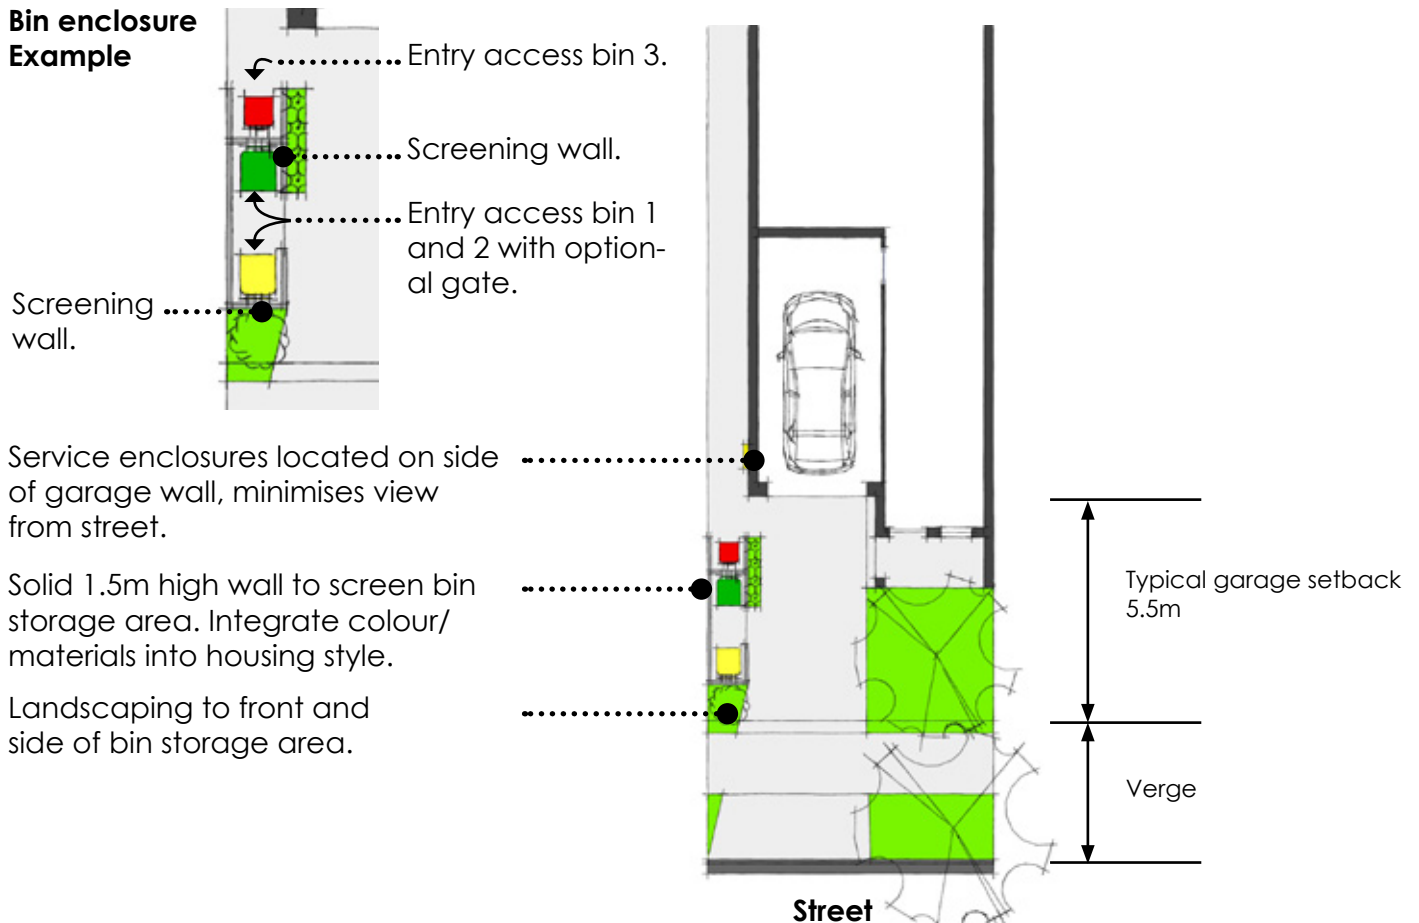 Bin enclosure
Example
Entry access bin 3.
Screening wall.
Entry access bin 1
and 2 with option-
al gate.
Screening
wall.
Service enclosures located on side
of garage wall, minimises view
from street.
Solid 1.5m high wall to screen bin
storage area. Integrate colour/
materials into housing style.
Landscaping to front and
side of bin storage area.
Typical garage setback
5.5m
Verge
Street